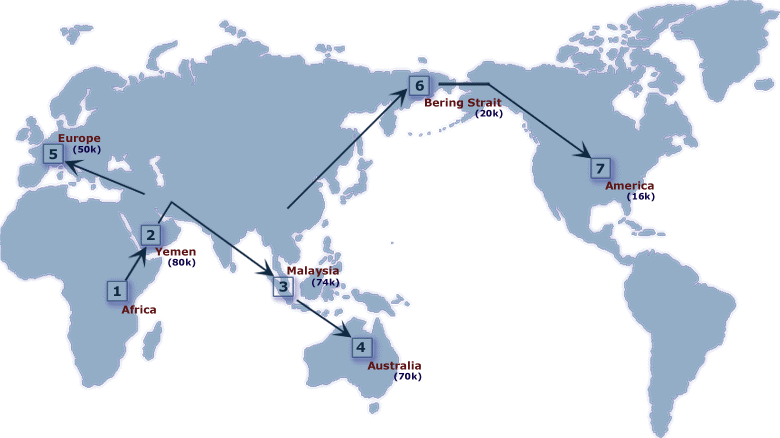 1
Africa
2
Yemen
(80k)
3
Malaysia
(74k)
4
Australia
(70k)
5
Europe
(50k)
6
Bering Strait
(20k)
7
America
(16k)